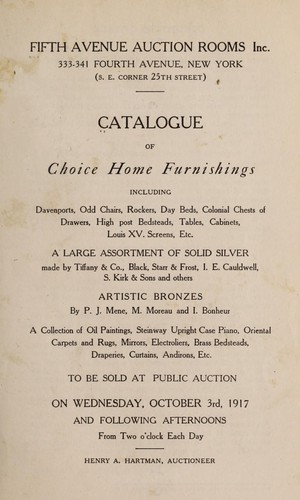 FIFTH AVENUE AUCTION ROOMS Inc.
333-341 FOURTH AVENUE, NEW YORK
(S. E. CORNER 25TH STREET)
CATALOGUE
OF
Choice Home Furnishings
INCLUDING
Davenports, Odd Chairs, Rockers, Day Beds, Colonial Chests of
Drawers, High post Bedsteads, Tables, Cabinets,
Louis XV. Screens, Etc.
A LARGE ASSORTMENT OF SOLID SILVER
made by Tiffany & Co., Black, Starr & Frost, I. E. Cauldwell,
S. Kirk & Sons and others
ARTISTIC BRONZES
By P. J. Mene, M. Moreau and I. Bonheur
A Collection of Oil Paintings, Steinway Upright Case Piano, Oriental
Carpets and Rugs, Mirrors, Electroliers, Brass Bedsteads,
Draperies, Curtains, Andirons, Etc.
TO BE SOLD AT PUBLIC AUCTION
ON WEDNESDAY, OCTOBER 3rd, 1917
AND FOLLOWING AFTERNOONS
From Two o'clock Each Day
HENRY A. HARTMAN, AUCTIONEER